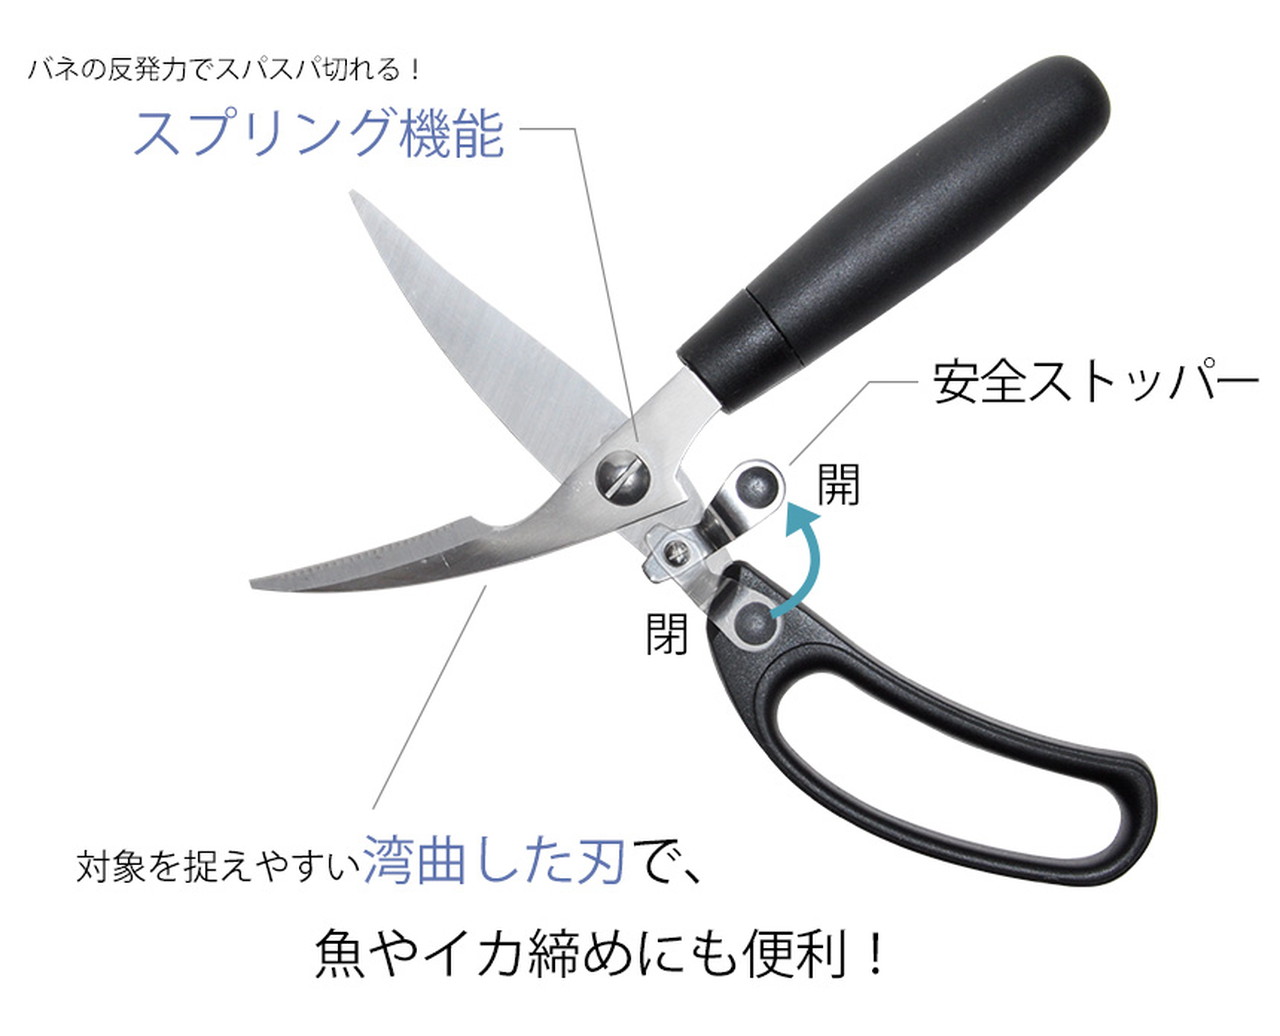 バネの反発力でスパスパ切れる！
スプリング機能
安全ストッパー
開
閉
対象を捉えやすい湾曲した刃で、
魚やイカ締めにも便利！